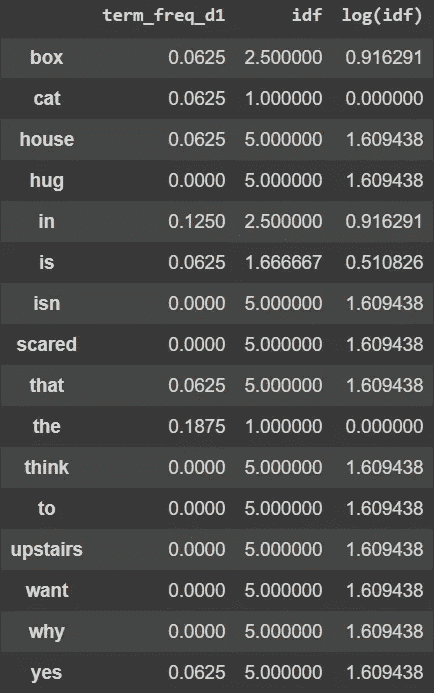 term_freq_d1 idf log(idf)
box 0.0625 2.500000 0.916291
cat 0.0625 1.000000 0.000000
house 0.0625 5.000000 1.609438
hug 0.0000 5.000000 1.609438
in 0.1250 2.500000 0.916291
is 0.0625 1.666667 0.510826
isn 0.0000 5.000000 1.609438
scared 0.0000 5.000000 1.609438
that 0.0625 5.000000 1.609438
the 0.1875 1.000000 0.000000
think 0.0000 5.000000 1.609438
to 0.0000 5.000000 1.609438
upstairs 0.0000 5.000000 1.609438
want 0.0000 5.000000 1.609438
why 0.0000 5.000000 1.609438
yes 0.0625 5.000000 1.609438